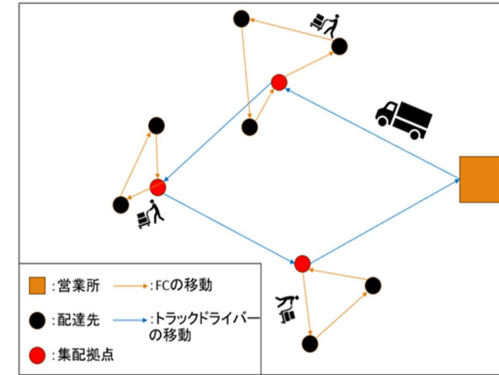 :営業所
:FCの移動
:配達先
:トラックドライバー
の移動
:集配拠点